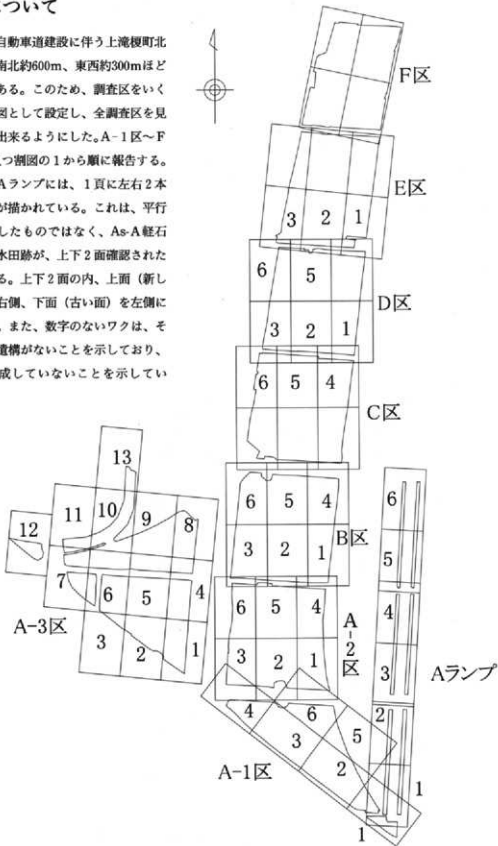 ついて
自動車道建設に伴う上滝榎町北
南北約600m、東西約300mほど
ある。このため、調査区をいく
図として設定し、全調査区を見
出来るようにした。A-1区～F
つ割図の1から順に報告する。
Aランプには、1頁に左右2本
が描かれている。これは、平行
したものではなく、As-A軽石
水田跡が、上下2面確認された
る。上下2面の内、上面（新し
右側、下面（古い面）を左側に
。また、数字のないワクは、そ
遺構がないことを示しており、
成していないことを示してい
F区
E区
3 2 1
6 5
D区
3 2 1
6 5 4
C区
6 5 4
B区
3 2 1
6 5 4
A-2区
3 2 1
13
11 10 9 8
12
7 6 5 4
A-3区
3 2 1
6
5
4
3
Aランプ
2
1
4 6 5
3 2
A-1区
1